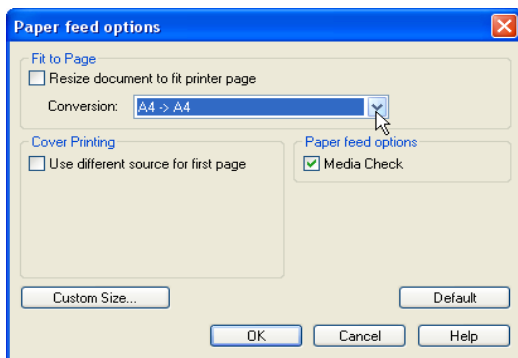 Paper feed options
Fit to Page
Resize document to fit printer page
Conversion: A4 -> A4
Cover Printing
Use different source for first page
Paper feed options
Media Check
Custom Size...
Default
OK
Cancel
Help